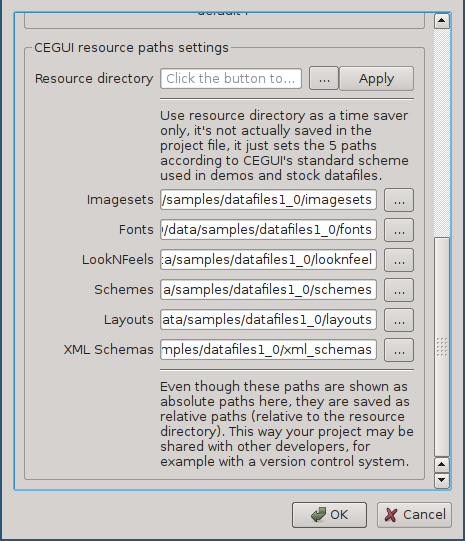 CEGUI resource paths settings
Resource directory Click the button to... ... Apply
Use resource directory as a time saver
only, it's not actually saved in the
project file, it just sets the 5 paths
according to CEGUI's standard scheme
used in demos and stock datafiles.
Imagesets /samples/datafiles1_0/imagesets ...
Fonts /data/samples/datafiles1_0/fonts ...
LookNFeels ta/samples/datafiles1_0/looknfeel ...
Schemes a/samples/datafiles1_0/schemes ...
Layouts ata/samples/datafiles1_0/layouts ...
XML Schemas mples/datafiles1_0/xml_schemas ...
Even though these paths are shown as
absolute paths here, they are saved as
relative paths (relative to the resource
directory). This way your project may be
shared with other developers, for
example with a version control system.
OK Cancel